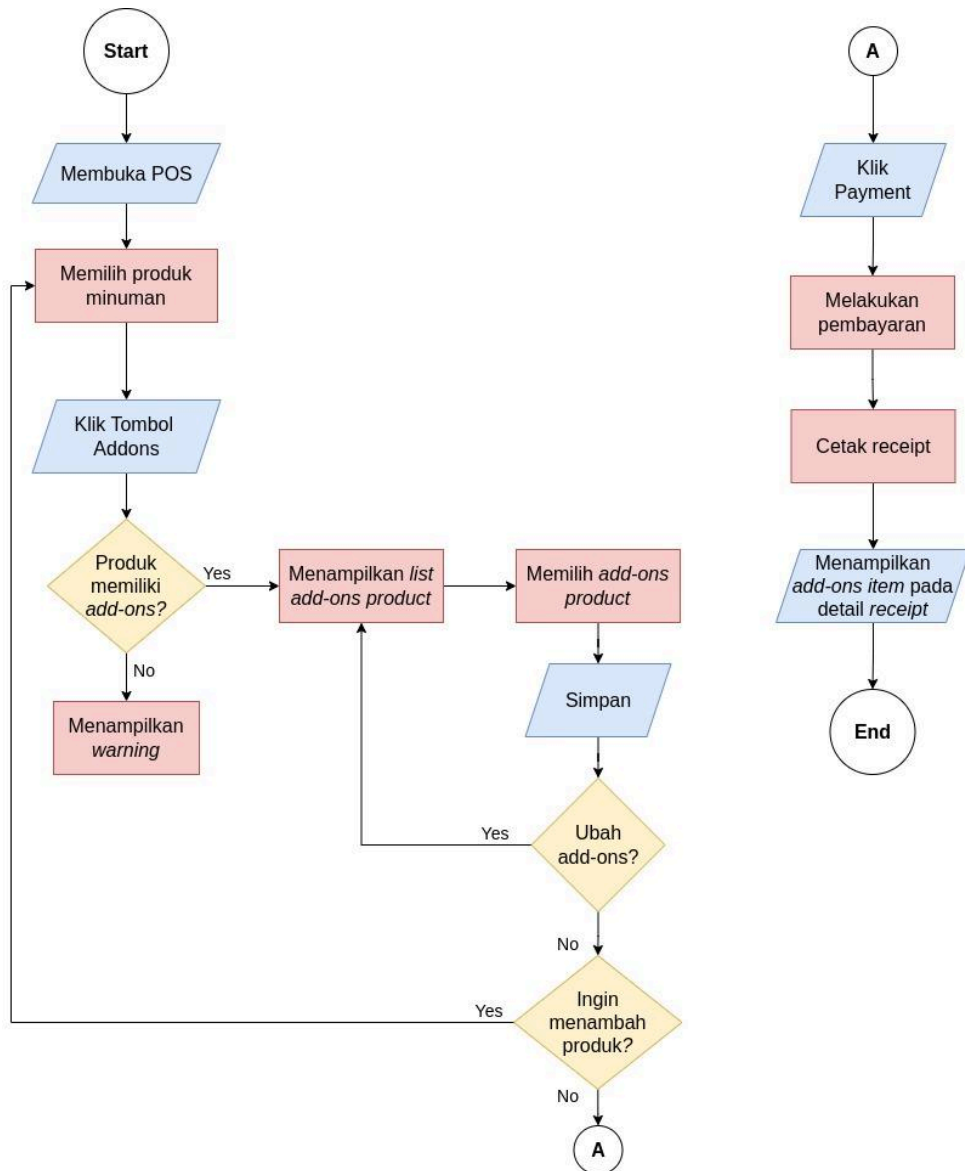 Start
Membuka POS
Memilih produk
minuman
Klik Tombol
Addons
Produk
memiliki
add-ons?
Yes
No
Menampilkan
warning
Menampilkan list
add-ons product
Memilih add-ons
product
Simpan
Ubah
add-ons?
Yes
No
Ingin
menambah
produk?
Yes
No
A
A
Klik
Payment
Melakukan
pembayaran
Cetak receipt
Menampilkan
add-ons item pada
detail receipt
End